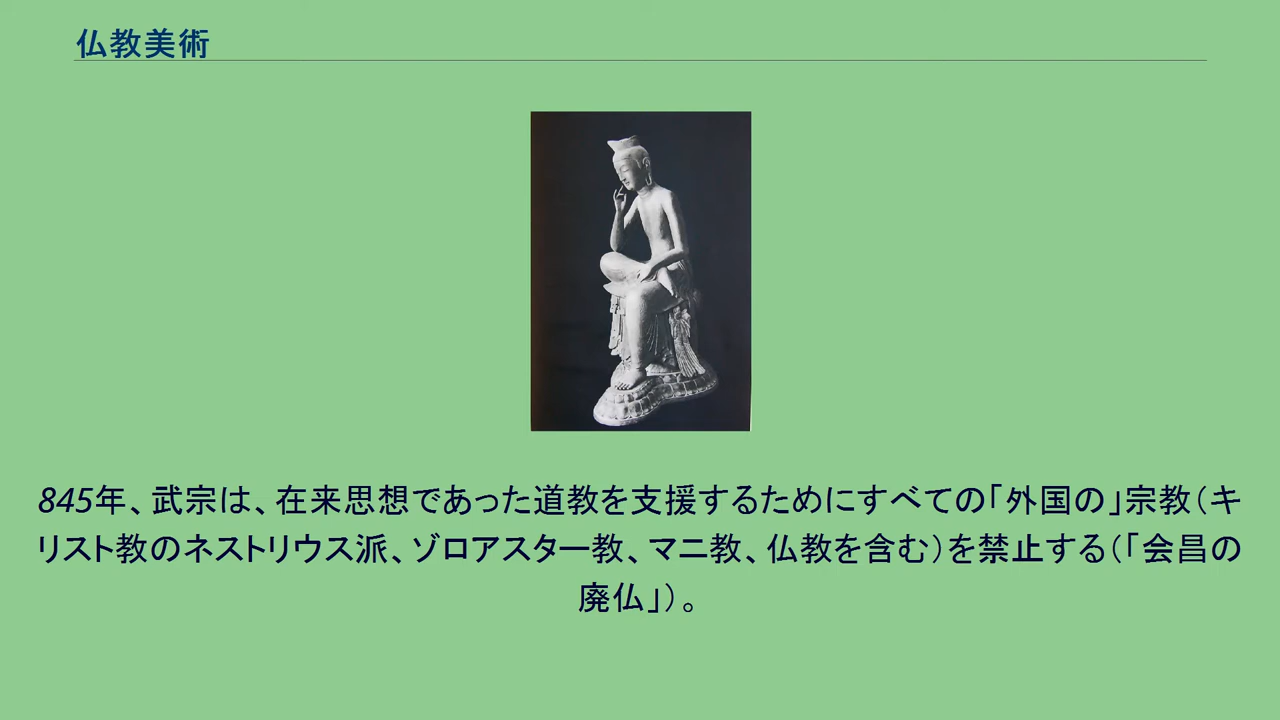 仏教美術
845年、武宗は、在来思想であった道教を支援するためにすべての「外国の」宗教（キ
リスト教のネストリウス派、ゾロアスター教、マニ教、仏教を含む）を禁止する（「会昌の
廃仏」）。